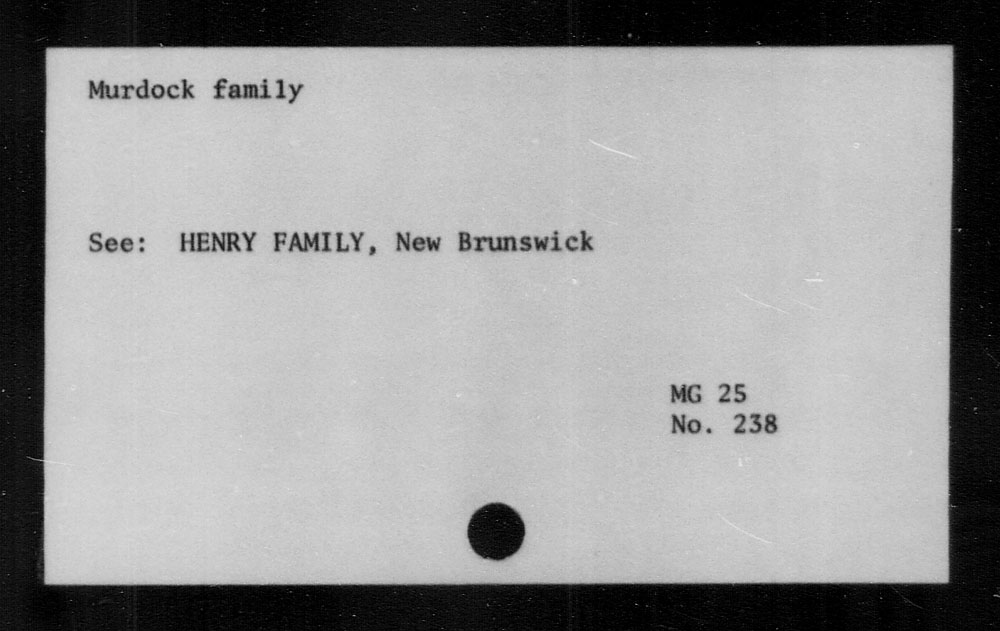 Murdock family
See: HENRY FAMILY, New Brunswick
MG 25
No. 238